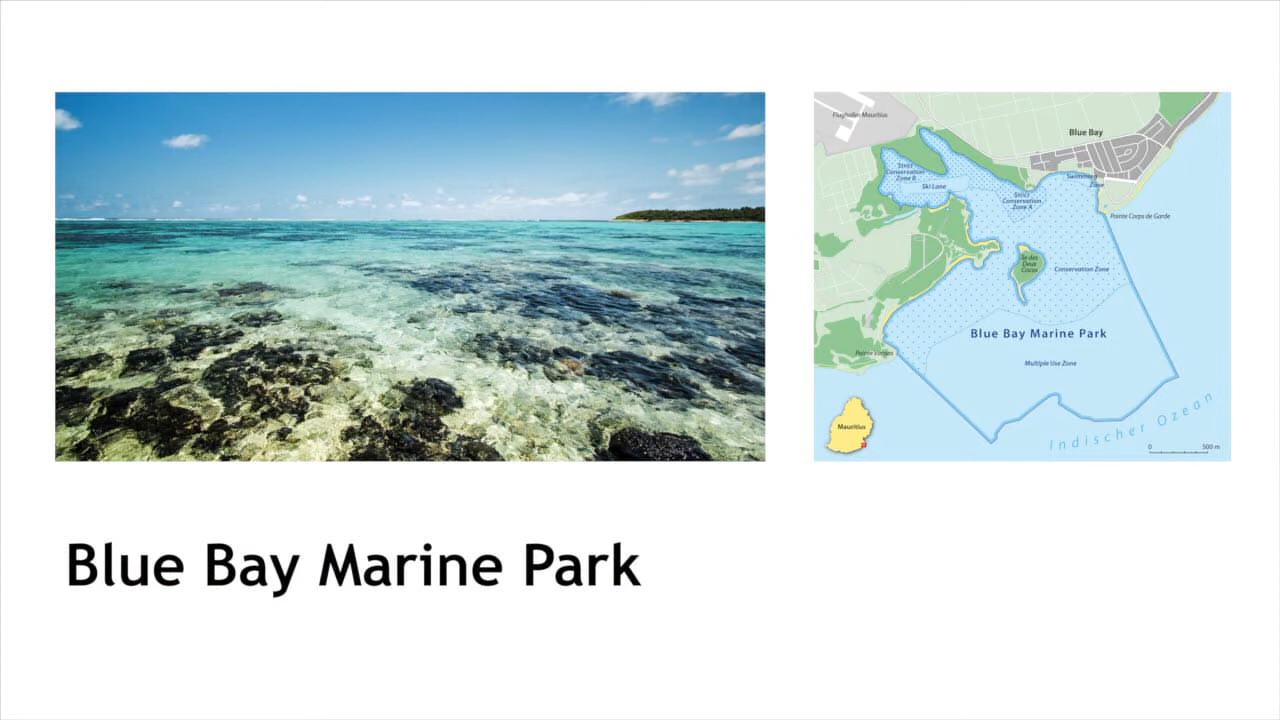 Flughafen Mauritius
Blue Bay
Strict
Conservation
Zone B
Ski Lane
Swimming
Zone
Strict
Conservation
Zone A
Pointe Corps de Garde
Île des
Deux
Cocos
Conservation Zone
Blue Bay Marine Park
Pointe Vacoas
Multiple Use Zone
Mauritius
Indischer Ozean
0 500 m
Blue Bay Marine Park